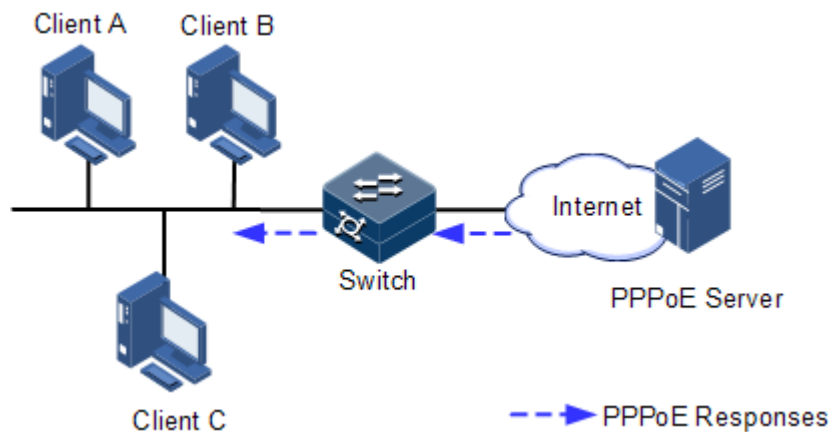 Client A
Client B
Internet
Switch
PPPoE Server
Client C
PPPoE Responses